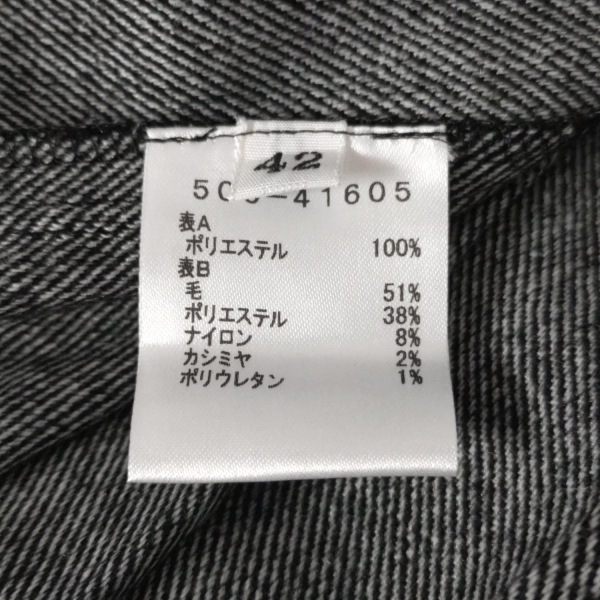 42
500-41605
表A
ポリエステル 100%
表B
毛 51%
ポリエステル 38%
ナイロン 8%
カシミヤ 2%
ポリウレタン 1%